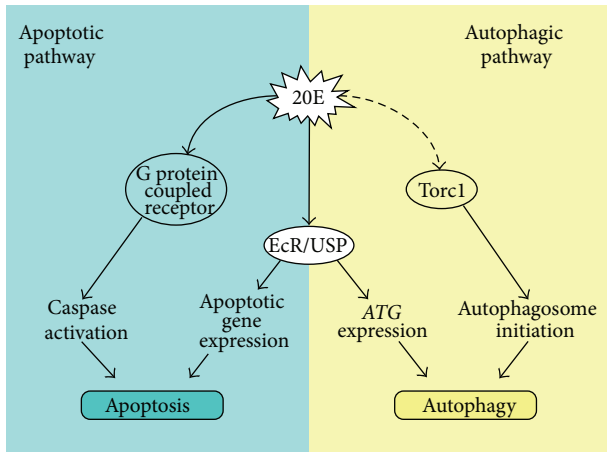 Apoptotic
pathway
Autophagic
pathway
20E
G protein
coupled
receptor
Torc1
EcR/USP
Caspase
activation
Apoptotic
gene
expression
ATG
expression
Autophagosome
initiation
Apoptosis
Autophagy